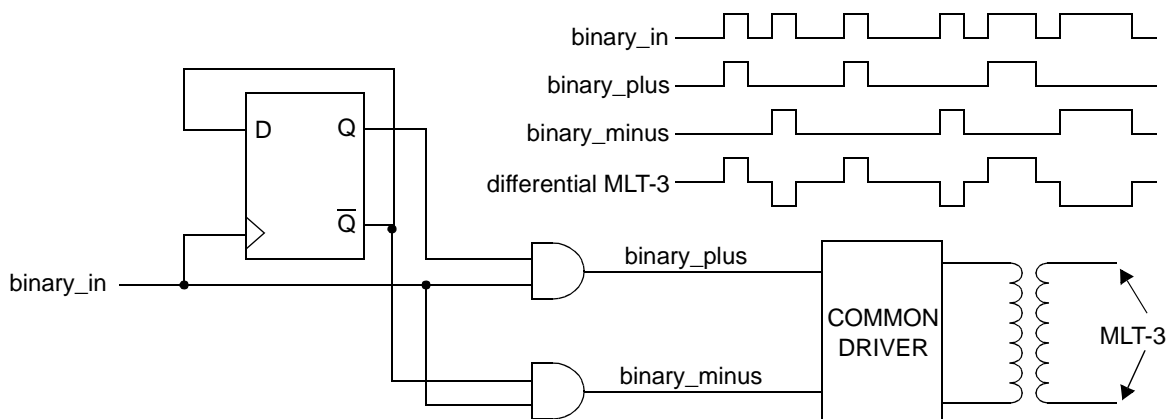 binary_in
binary_plus
binary_minus
differential MLT-3
D
Q
Q̅
binary_in
binary_plus
binary_minus
COMMON
DRIVER
MLT-3